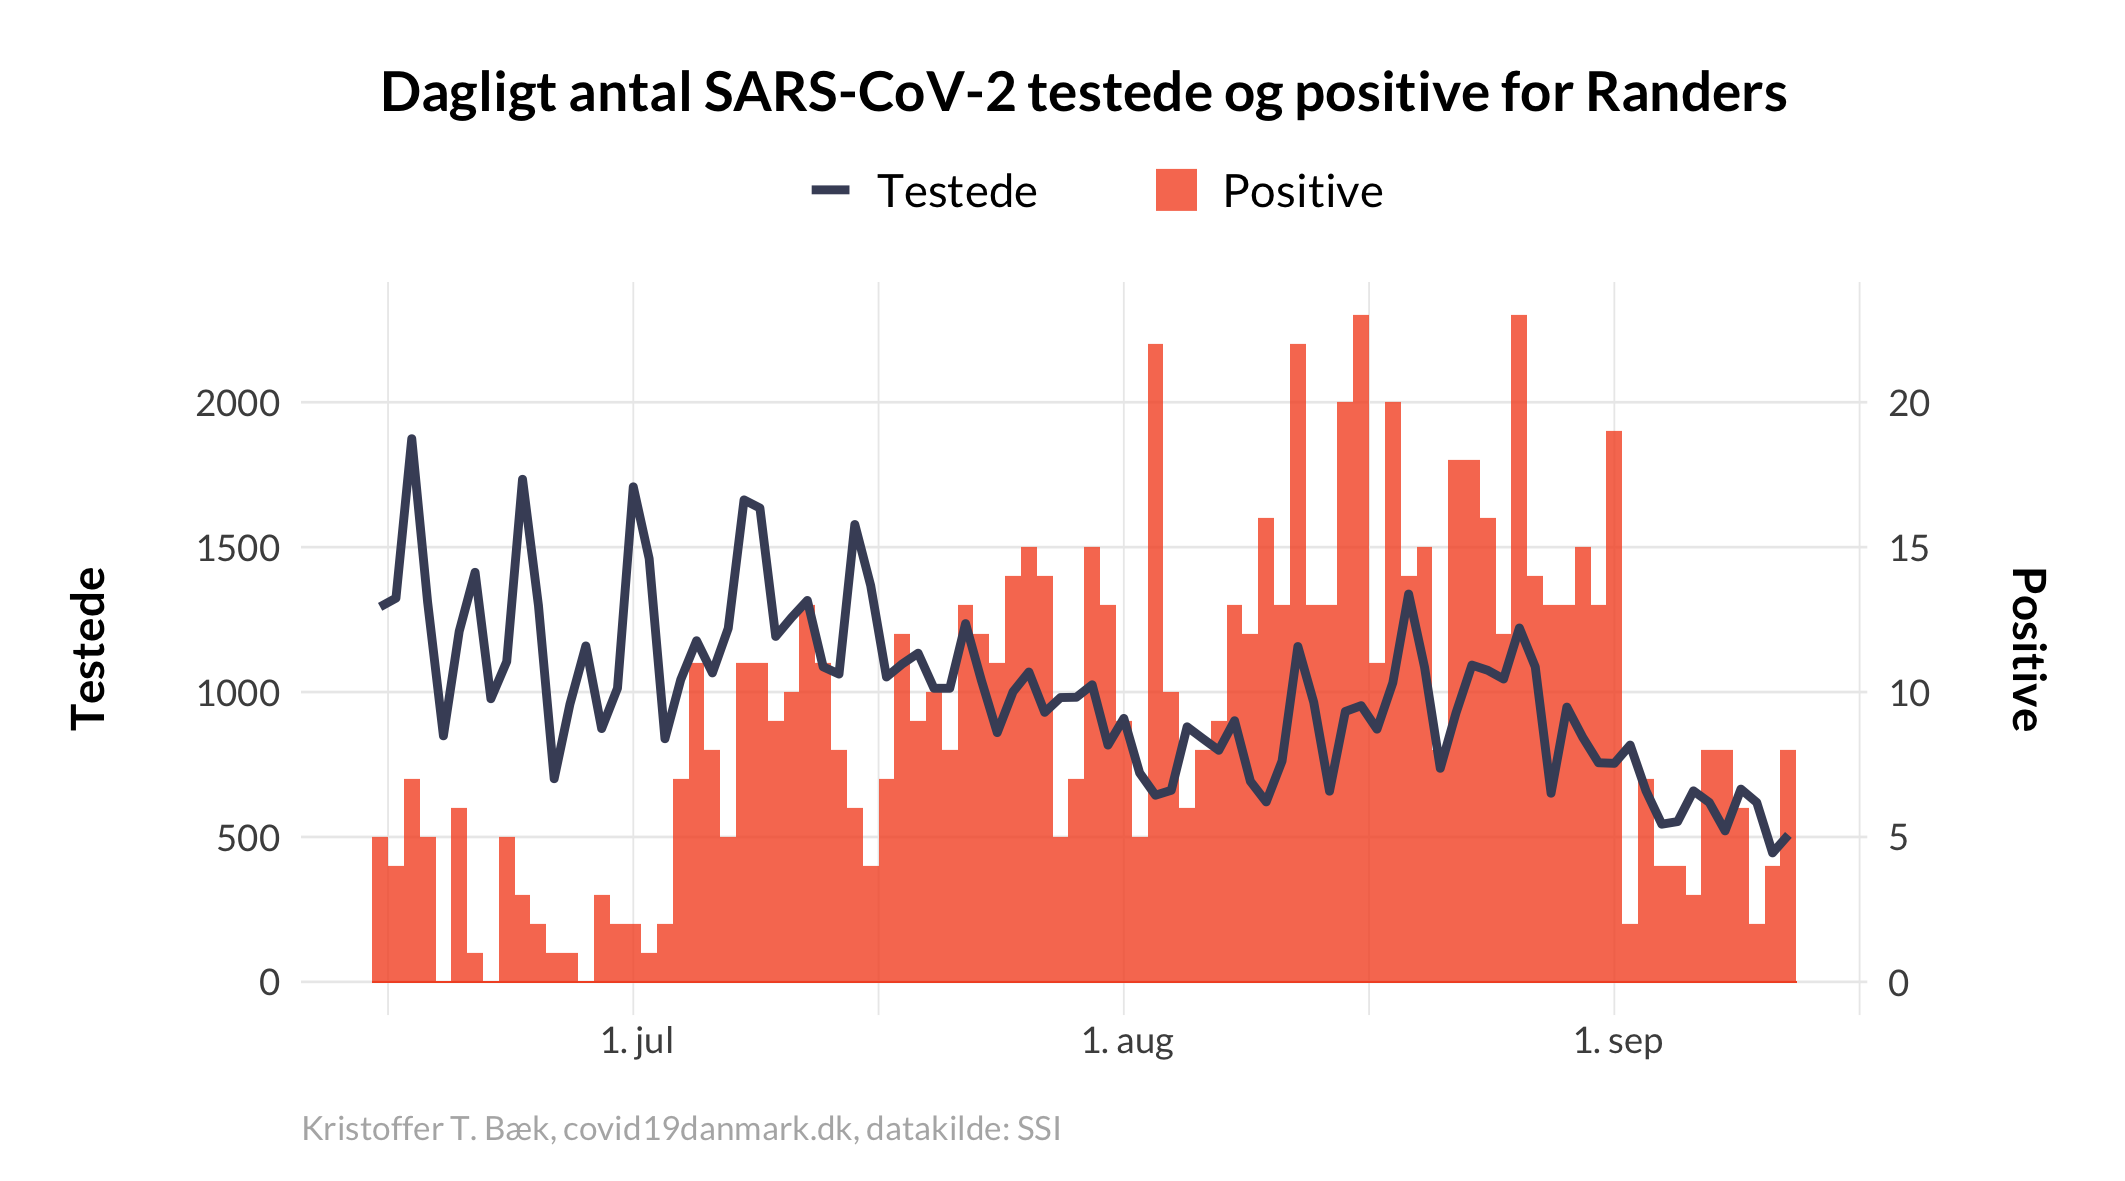 Dagligt antal SARS-CoV-2 testede og positive for Randers
Testede
Positive
2000
1500
1000
500
0
20
15
10
5
0
Testede
Positive
1. jul
1. aug
1. sep
Kristoffer T. Bæk, covid19danmark.dk, datakilde: SSI